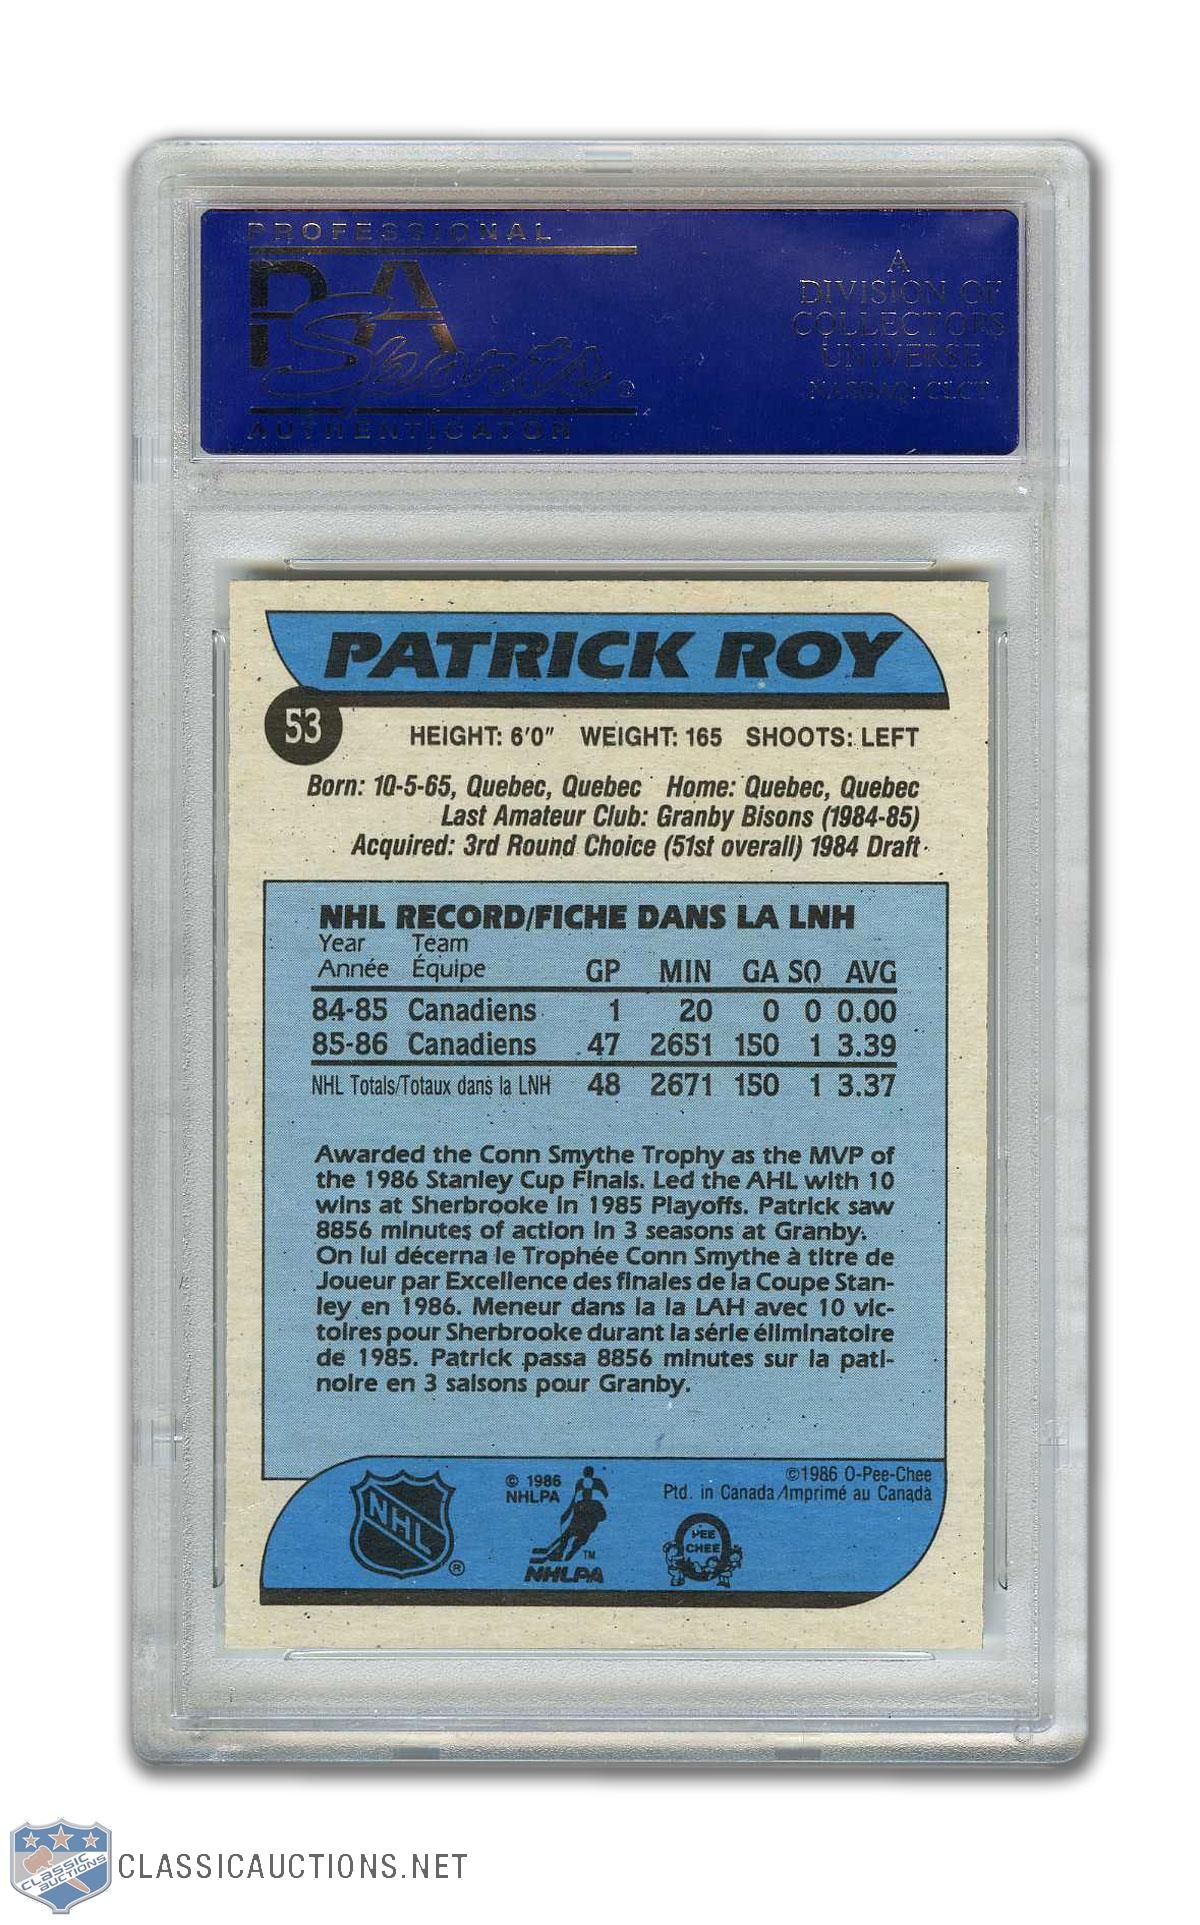 PROFESSIONAL
PSA
Sports
AUTHENTICATOR
A
DIVISION OF
COLLECTORS
UNIVERSE
NASDAQ: CLCT
PATRICK ROY
53
HEIGHT: 6'0" WEIGHT: 165 SHOOTS: LEFT
Born: 10-5-65, Quebec, Quebec Home: Quebec, Quebec
Last Amateur Club: Granby Bisons (1984-85)
Acquired: 3rd Round Choice (51st overall) 1984 Draft
NHL RECORD/FICHE DANS LA LNH
Year Team
Année Équipe GP MIN GA SO AVG
84-85 Canadiens 1 20 0 0 0.00
85-86 Canadiens 47 2651 150 1 3.39
NHL Totals/Totaux dans la LNH 48 2671 150 1 3.37
Awarded the Conn Smythe Trophy as the MVP of
the 1986 Stanley Cup Finals. Led the AHL with 10
wins at Sherbrooke in 1985 Playoffs. Patrick saw
8856 minutes of action in 3 seasons at Granby.
On lui décerna le Trophée Conn Smythe à titre de
Joueur par Excellence des finales de la Coupe Stan-
ley en 1986. Meneur dans la la LAH avec 10 vic-
toires pour Sherbrooke durant la série éliminatoire
de 1985. Patrick passa 8856 minutes sur la pati-
noire en 3 saisons pour Granby.
NHL
®
© 1986
NHLPA
TM
NHLPA
©1986 O-Pee-Chee
Ptd. in Canada/Imprimé au Canada
PEE
CHEE
CLASSIC
AUCTIONS
CLASSICAUCTIONS.NET